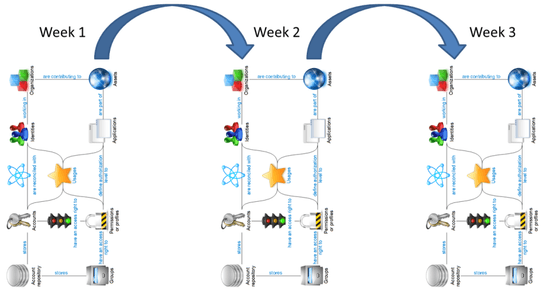 Week 1
Week 2
Week 3
Organizations
are contributing to
Assets
working in
are part of
Identities
Applications
are reconciled with
Usages
define authorization
level to
Accounts
have an access right to
Permissions
or profiles
stores
have an access
right to
Account
repository
stores
Groups
Organizations
are contributing to
Assets
working in
are part of
Identities
Applications
are reconciled with
Usages
define authorization
level to
Accounts
have an access right to
Permissions
or profiles
stores
have an access
right to
Account
repository
stores
Groups
Organizations
are contributing to
Assets
working in
are part of
Identities
Applications
are reconciled with
Usages
define authorization
level to
Accounts
have an access right to
Permissions
or profiles
stores
have an access
right to
Account
repository
stores
Groups